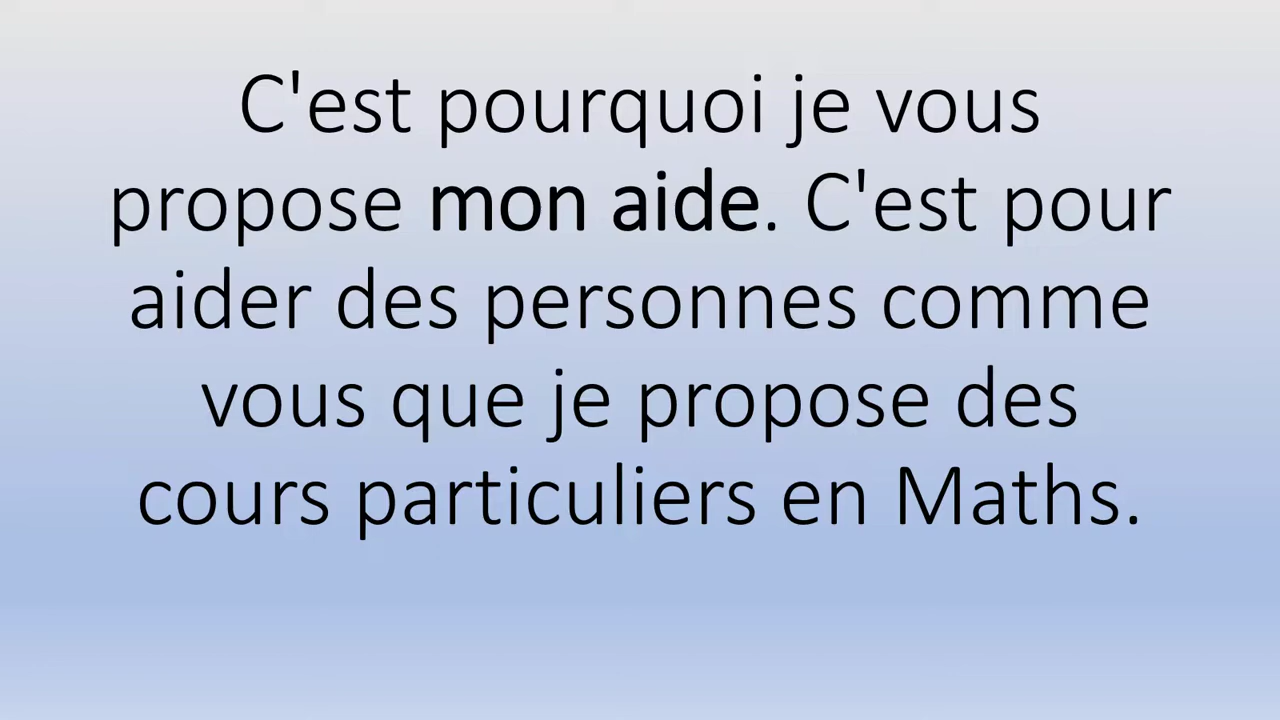 C'est pourquoi je vous
propose mon aide. C'est pour
aider des personnes comme
vous que je propose des
cours particuliers en Maths.